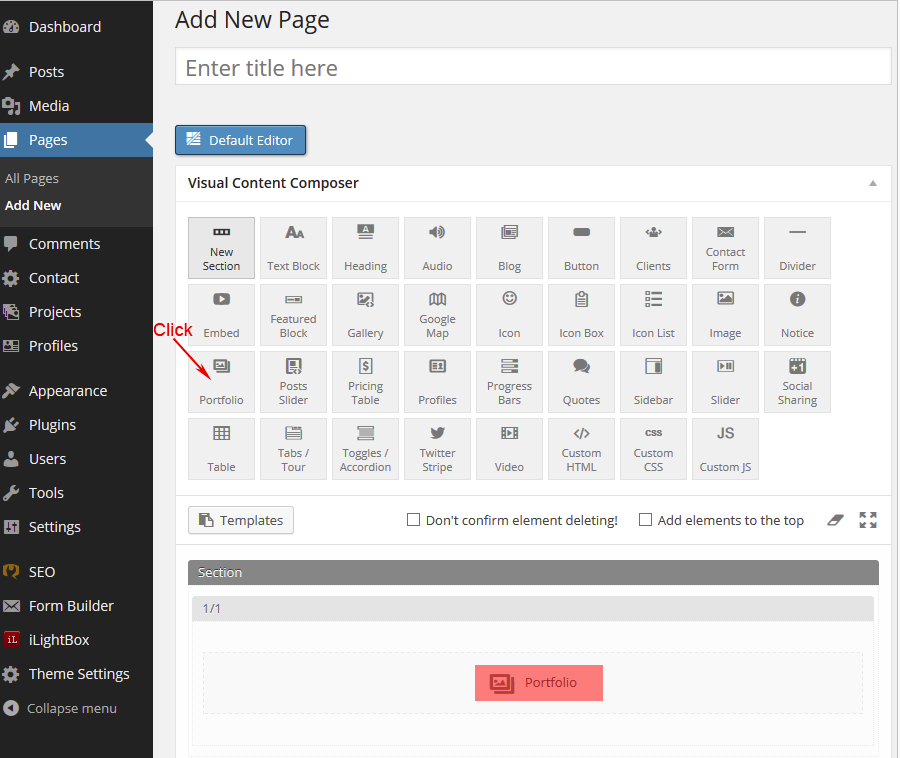 Add New Page
Dashboard
Posts
Media
Pages
All Pages
Add New
Comments
Contact
Projects
Profiles
Appearance
Plugins
Users
Tools
Settings
SEO
Form Builder
iL
iLightBox
Theme Settings
Collapse menu
Enter title here
Default Editor
Visual Content Composer
New
Section
Text Block
Heading
Audio
Blog
Button
Clients
Contact
Form
Divider
Embed
Featured
Block
Gallery
Google
Map
Icon
Icon Box
Icon List
Image
Notice
Click
Portfolio
Posts
Slider
Pricing
Table
Profiles
Progress
Bars
Quotes
Sidebar
Slider
+1
Social
Sharing
Table
Tabs /
Tour
Toggles /
Accordion
Twitter
Stripe
Video
Custom
HTML
CSS
Custom
CSS
JS
Custom JS
Templates
Don't confirm element deleting!
Add elements to the top
Section
1/1
Portfolio